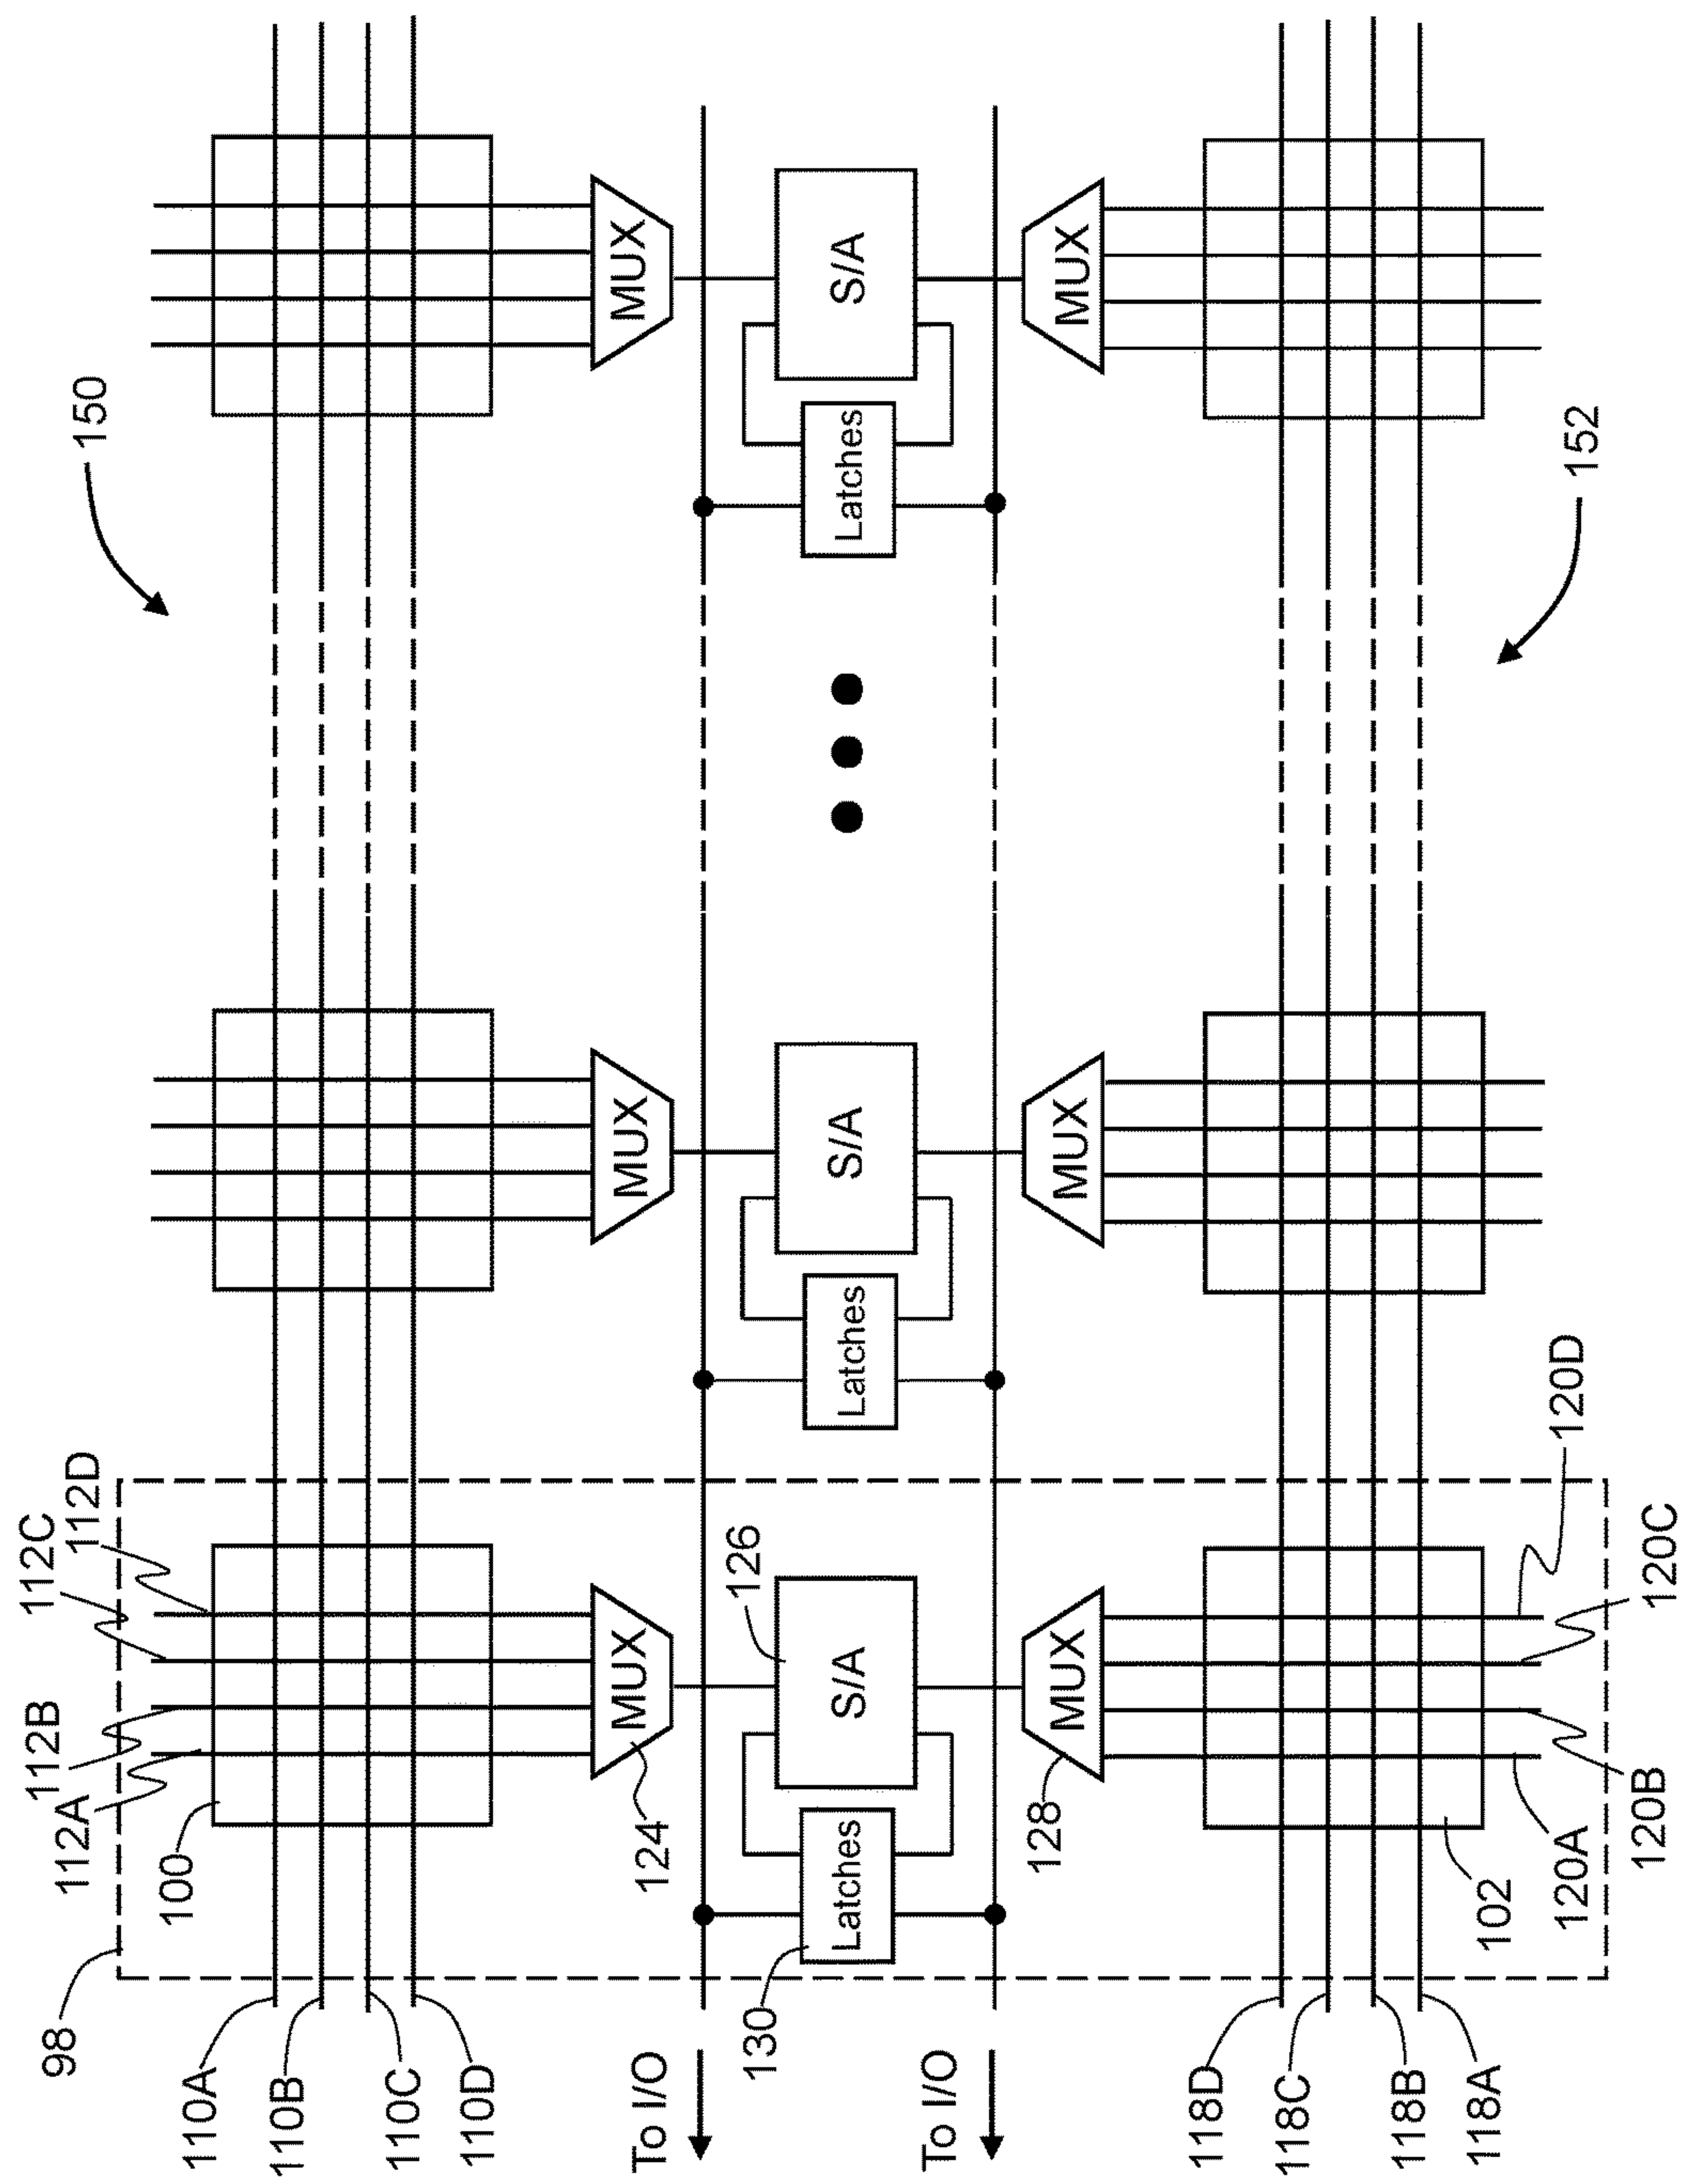 150
MUX
S/A
Latches
MUX
152
MUX
S/A
Latches
MUX
98
112C
112D
112B
112A
100
110A
110B
110C
110D
MUX
124
126
S/A
Latches
130
MUX
128
To I/O
To I/O
120D
120C
120B
120A
102
118D
118C
118B
118A